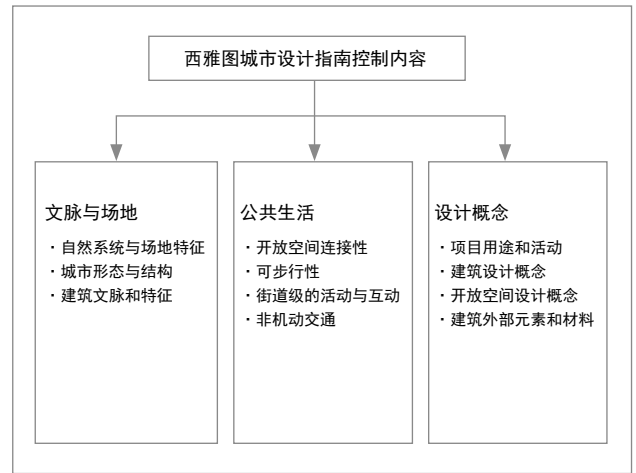 西雅图城市设计指南控制内容
文脉与场地
·自然系统与场地特征
·城市形态与结构
·建筑文脉和特征
公共生活
·开放空间连接性
·可步行性
·街道级的活动与互动
·非机动交通
设计概念
·项目用途和活动
·建筑设计概念
·开放空间设计概念
·建筑外部元素和材料